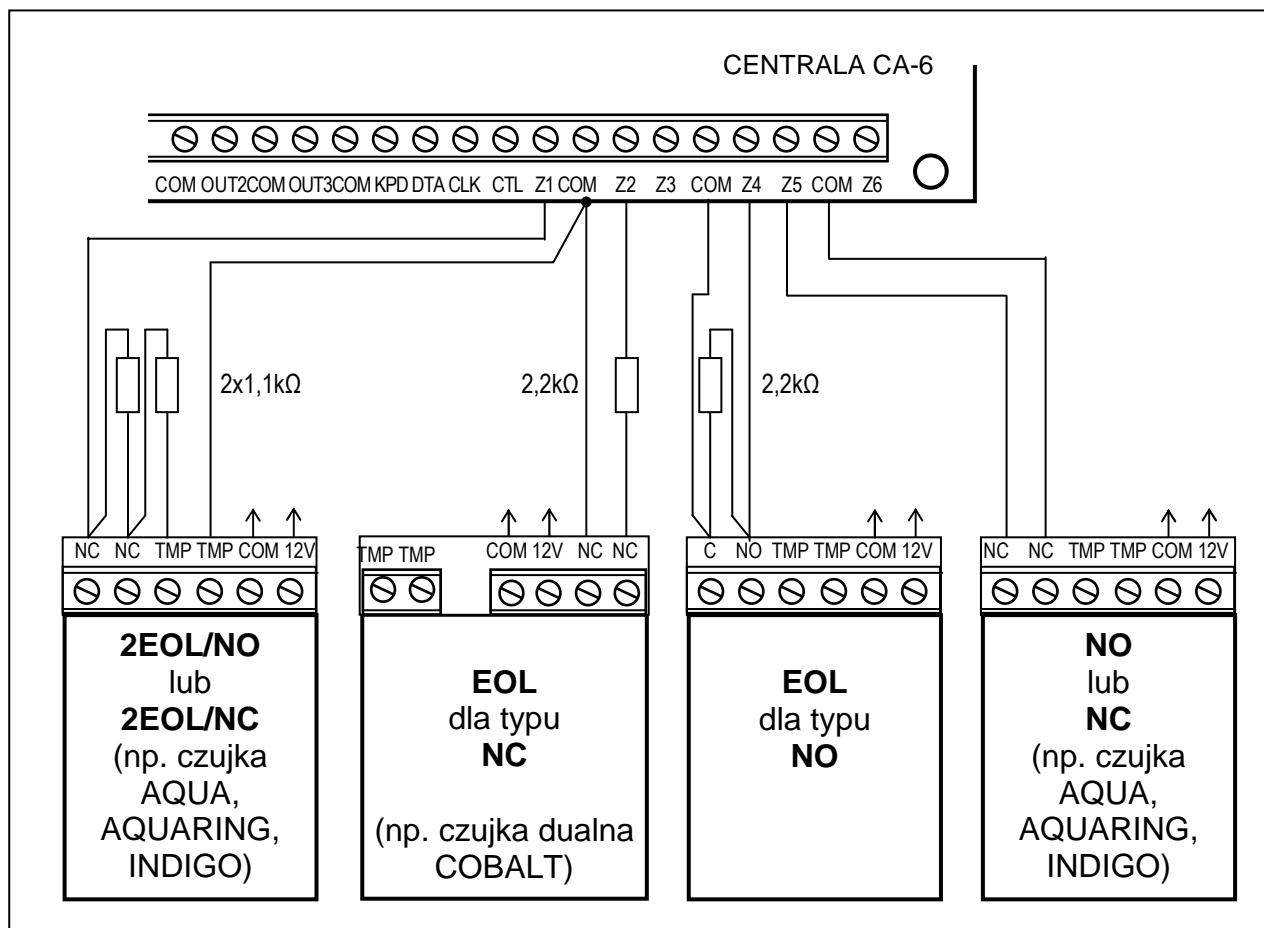 CENTRALA CA-6
COM OUT2COM OUT3COM KPD DTA CLK CTL Z1 COM Z2 Z3 COM Z4 Z5 COM Z6
2x1,1kΩ 2,2kΩ 2,2kΩ
NC NC TMP TMP COM 12V
TMP TMP COM 12V NC NC
C NO TMP TMP COM 12V
NC NC TMP TMP COM 12V
2EOL/NO
lub
2EOL/NC
(np. czujka
AQUA,
AQUARING,
INDIGO)
EOL
dla typu
NC
(np. czujka dualna
COBALT)
EOL
dla typu
NO
NO
lub
NC
(np. czujka
AQUA,
AQUARING,
INDIGO)